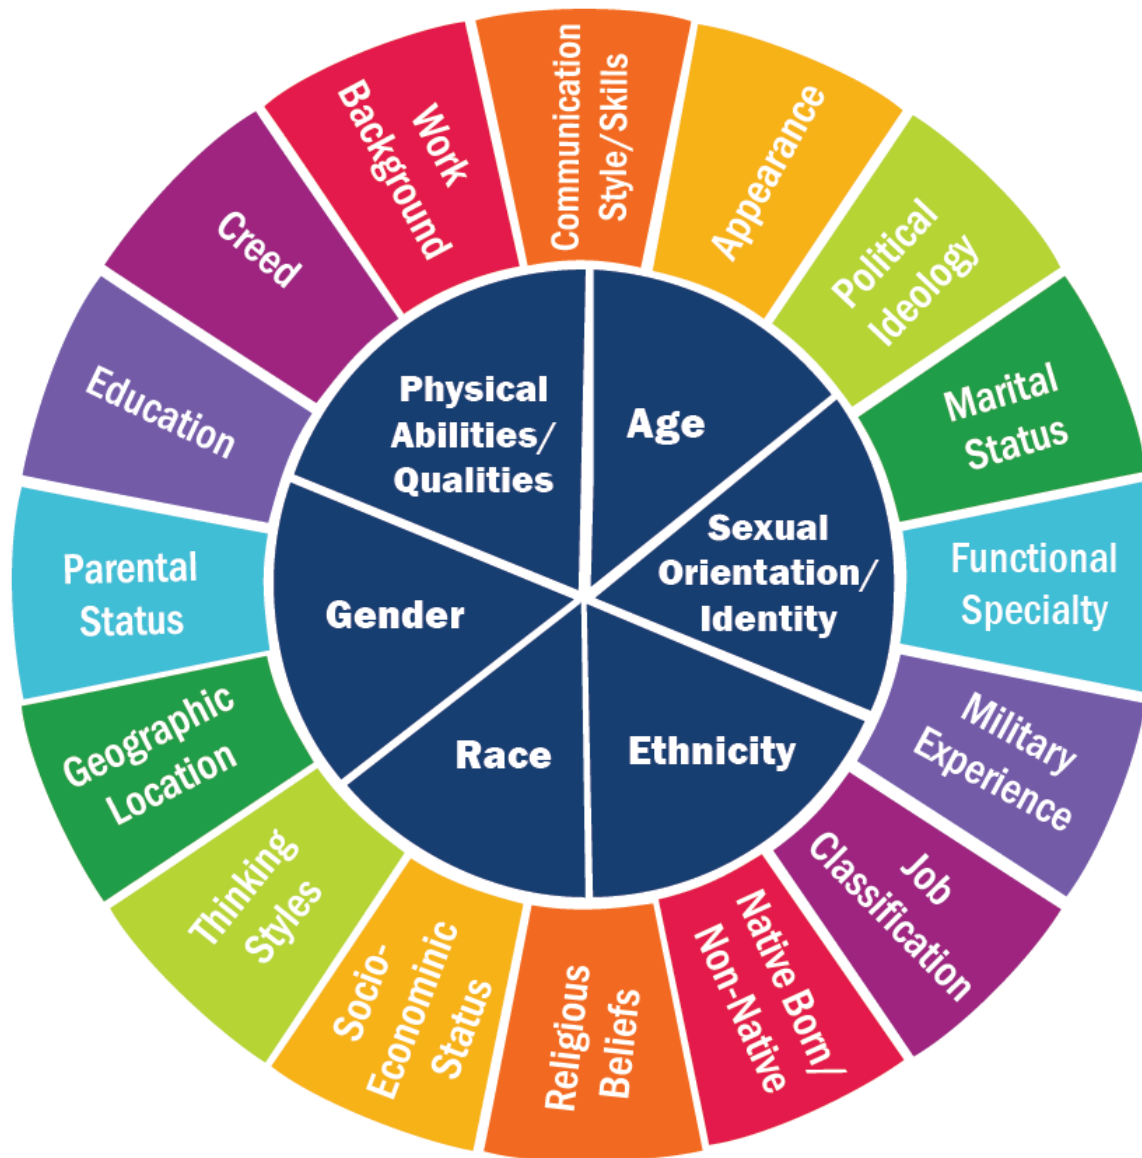 Communication
Style/Skills
Appearance
Political
Ideology
Marital
Status
Functional
Specialty
Military
Experience
Job
Classification
Native Born/
Non-Native
Religious
Beliefs
Socio-
Econominic
Status
Thinking
Styles
Geographic
Location
Parental
Status
Education
Creed
Work
Background
Age
Sexual
Orientation/
Identity
Ethnicity
Race
Gender
Physical
Abilities/
Qualities